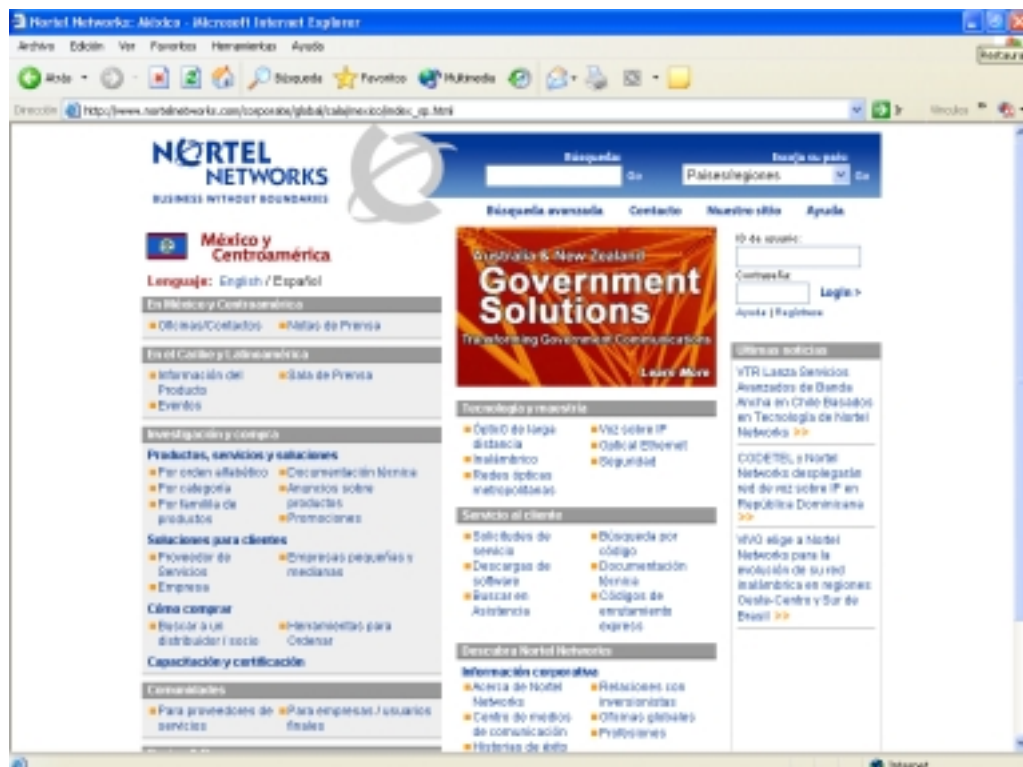 Nortel Networks: México - Microsoft Internet Explorer
Archivo Edición Ver Favoritos Herramientas Ayuda
Restaura
Atrás Búsqueda Favoritos Multimedia
Dirección http://www.nortelnetworks.com/corporate/global/cala/mexico/index_sp.html Ir Vínculos
NORTEL
NETWORKS
BUSINESS WITHOUT BOUNDARIES
Búsqueda: Go
Escoja su país:
Países/regiones Go
Búsqueda avanzada Contacto Nuestro sitio Ayuda
México y
Centroamérica
Lenguaje: English / Español
En México y Centroamérica
Oficinas/Contactos
Notas de Prensa
En el Caribe y Latinoamérica
Información del
Producto
Eventos
Sala de Prensa
Investigación y compra
Productos, servicios y soluciones
Por orden alfabético
Por categoría
Por familia de
productos
Documentación técnica
Anuncios sobre
productos
Promociones
Soluciones para clientes
Proveedor de
Servicios
Empresa
Empresas pequeñas y
medianas
Cómo comprar
Buscar a un
distribuidor / socio
Herramientas para
Ordenar
Capacitación y certificación
Comunidades
Para proveedores de
servicios
Para empresas / usuarios
finales
Australia & New Zealand
Government
Solutions
Transforming Government Communications
Learn More
Tecnología y maestría
Óptico de larga
distancia
Inalámbrico
Redes ópticas
metropolitanas
Voz sobre IP
Optical Ethernet
Seguridad
Servicio al cliente
Solicitudes de
servicio
Descargas de
software
Buscar en
Asistencia
Búsqueda por
código
Documentación
técnica
Códigos de
enrutamiento
express
Descubra Nortel Networks
Información corporativa
Acerca de Nortel
Networks
Centro de medios
de comunicación
Historias de éxito
Relaciones con
inversionistas
Oficinas globales
Profesiones
ID de usuario:
Contraseña:
Login >
Ayuda | Regístrese
Últimas noticias
VTR Lanza Servicios
Avanzados de Banda
Ancha en Chile Basados
en Tecnología de Nortel
Networks >>
CODETEL y Nortel
Networks desplegarán
red de voz sobre IP en
República Dominicana
>>
VIVO elige a Nortel
Networks para la
evolución de su red
inalámbrica en regiones
Oeste-Centro y Sur de
Brasil >>
Internet